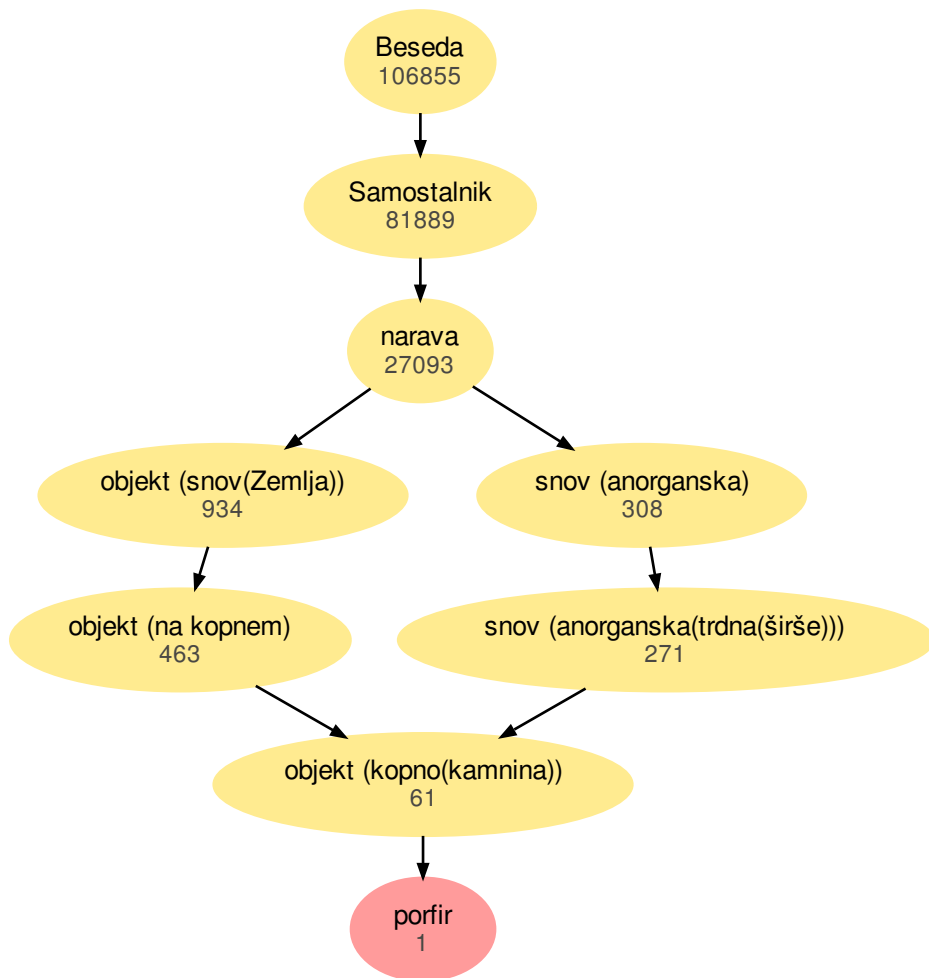 Beseda
106855
Samostalnik
81889
narava
27093
objekt (snov(Zemlja))
934
snov (anorganska)
308
objekt (na kopnem)
463
snov (anorganska(trdna(širše)))
271
objekt (kopno(kamnina))
61
porfir
1